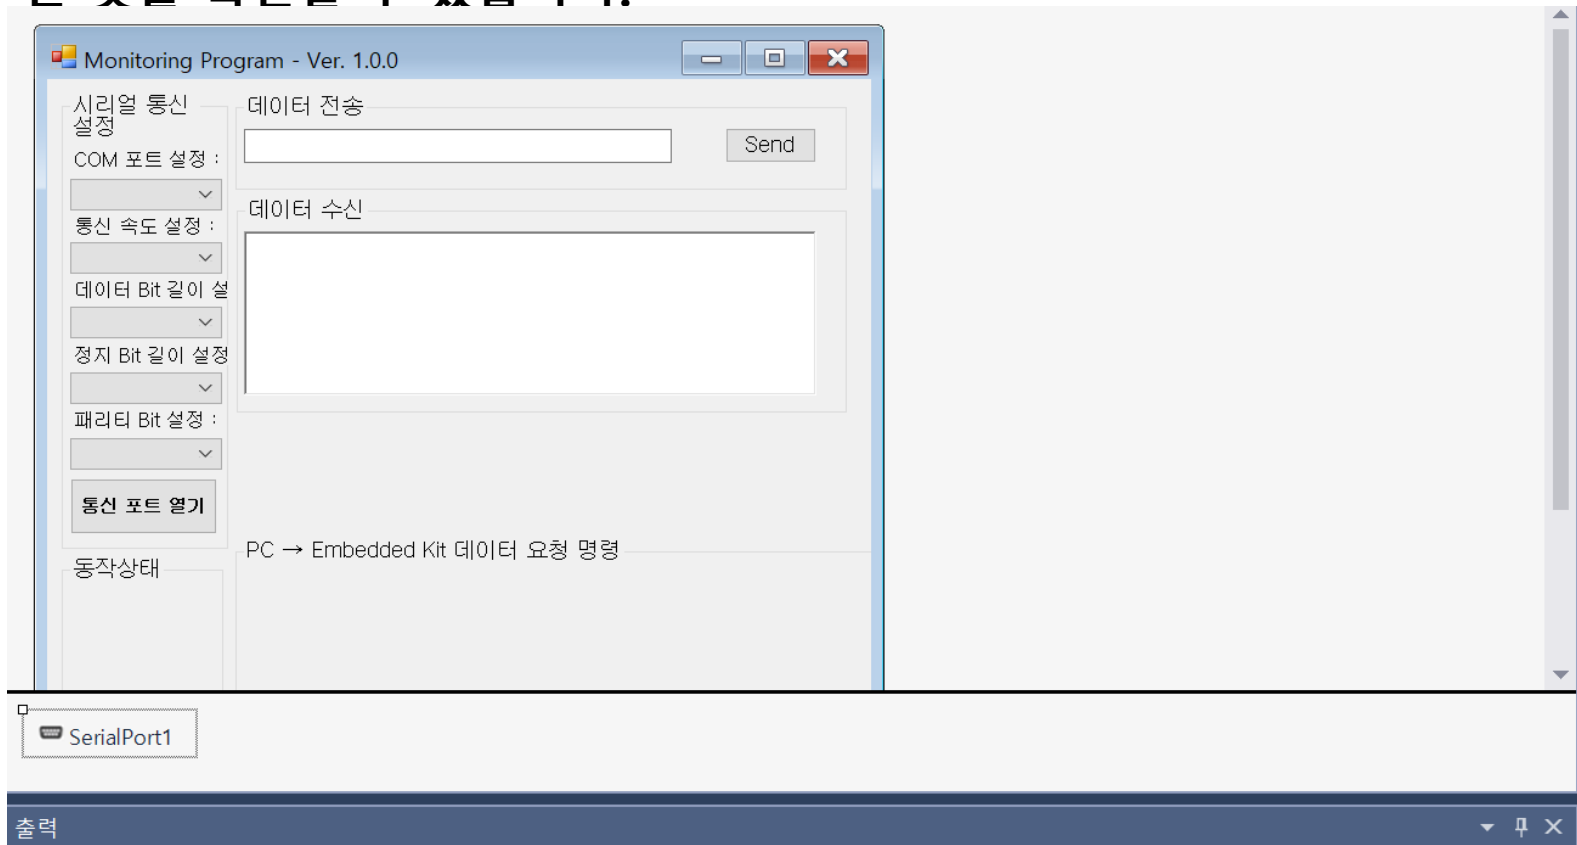 Monitoring Program - Ver. 1.0.0
시리얼 통신
설정
COM 포트 설정 :
통신 속도 설정 :
데이터 Bit 길이 설
정지 Bit 길이 설정
패리티 Bit 설정 :
통신 포트 열기
동작상태
데이터 전송
Send
데이터 수신
PC → Embedded Kit 데이터 요청 명령
SerialPort1
출력